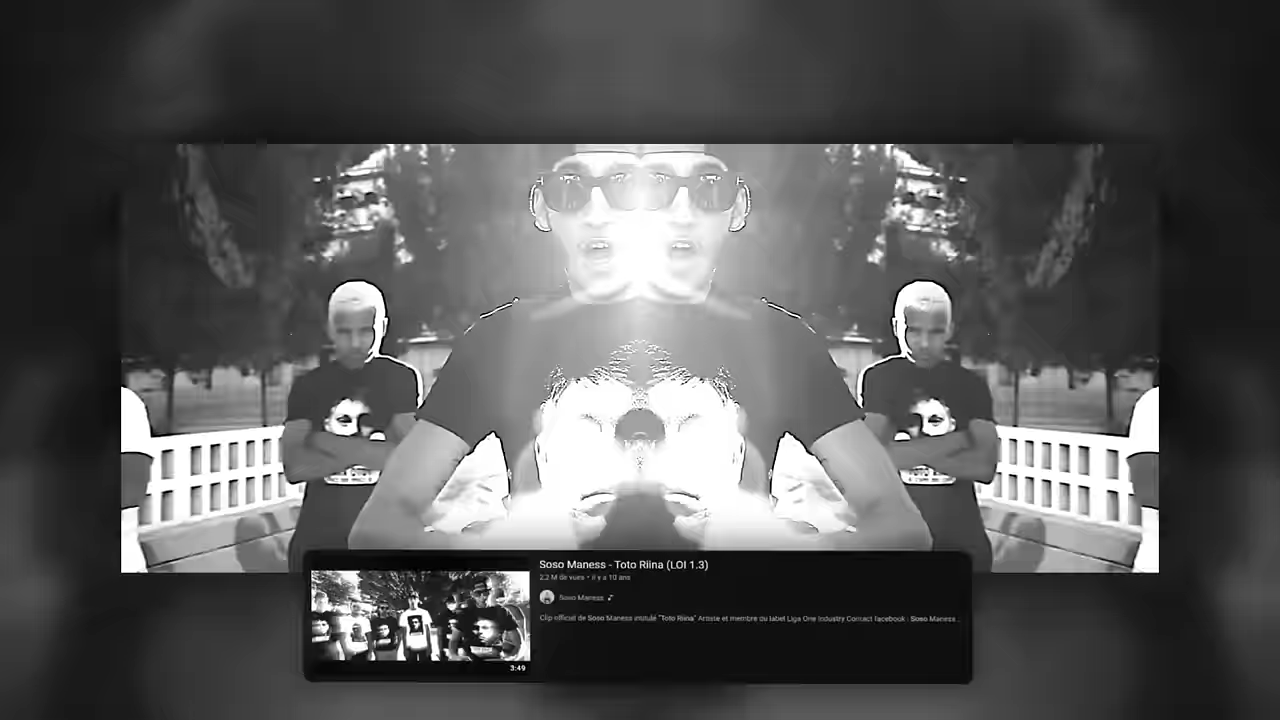 Soso Maness - Toto Riina (LOI 1.3)
2,2 M de vues • il y a 10 ans
Soso Maness
Clip officiel de Soso Maness intitulé "Toto Riina" Artiste et membre du label Liga One Industry Contact facebook : Soso Maness...
3:49